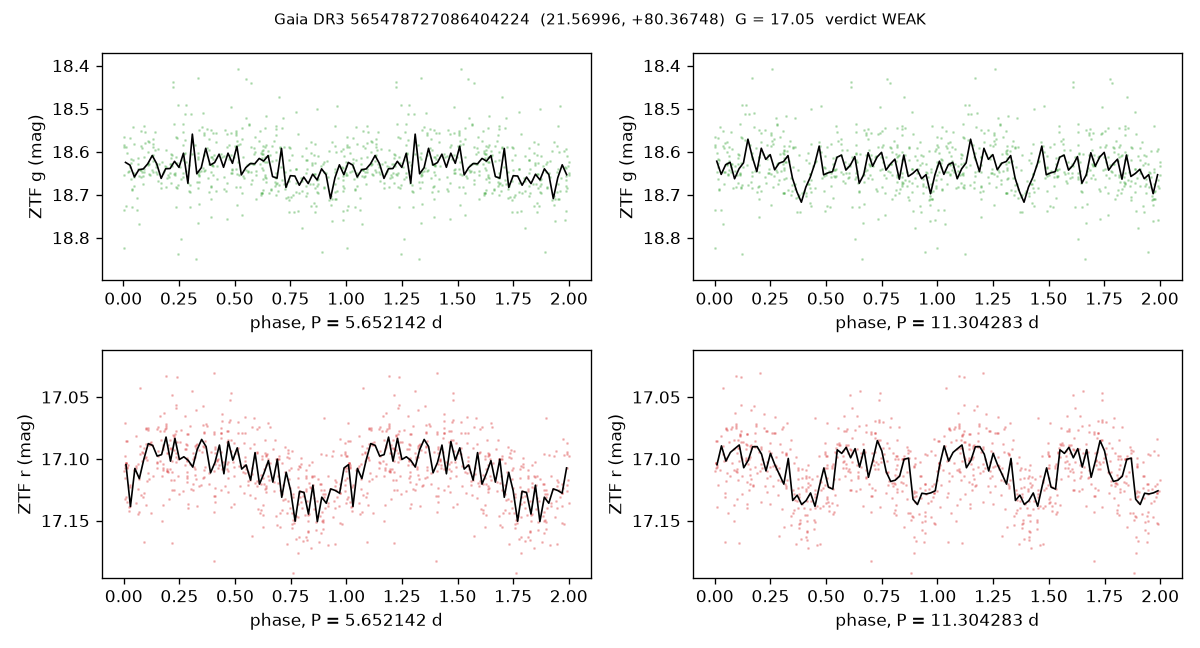 Gaia DR3 565478727086404224  (21.56996, +80.36748)  G = 17.05  verdict WEAK
18.4
18.5
18.6
18.7
18.8
ZTF g (mag)
0.00 0.25 0.50 0.75 1.00 1.25 1.50 1.75 2.00
phase, P = 5.652142 d
18.4
18.5
18.6
18.7
18.8
ZTF g (mag)
0.00 0.25 0.50 0.75 1.00 1.25 1.50 1.75 2.00
phase, P = 11.304283 d
17.05
17.10
17.15
ZTF r (mag)
0.00 0.25 0.50 0.75 1.00 1.25 1.50 1.75 2.00
phase, P = 5.652142 d
17.05
17.10
17.15
ZTF r (mag)
0.00 0.25 0.50 0.75 1.00 1.25 1.50 1.75 2.00
phase, P = 11.304283 d